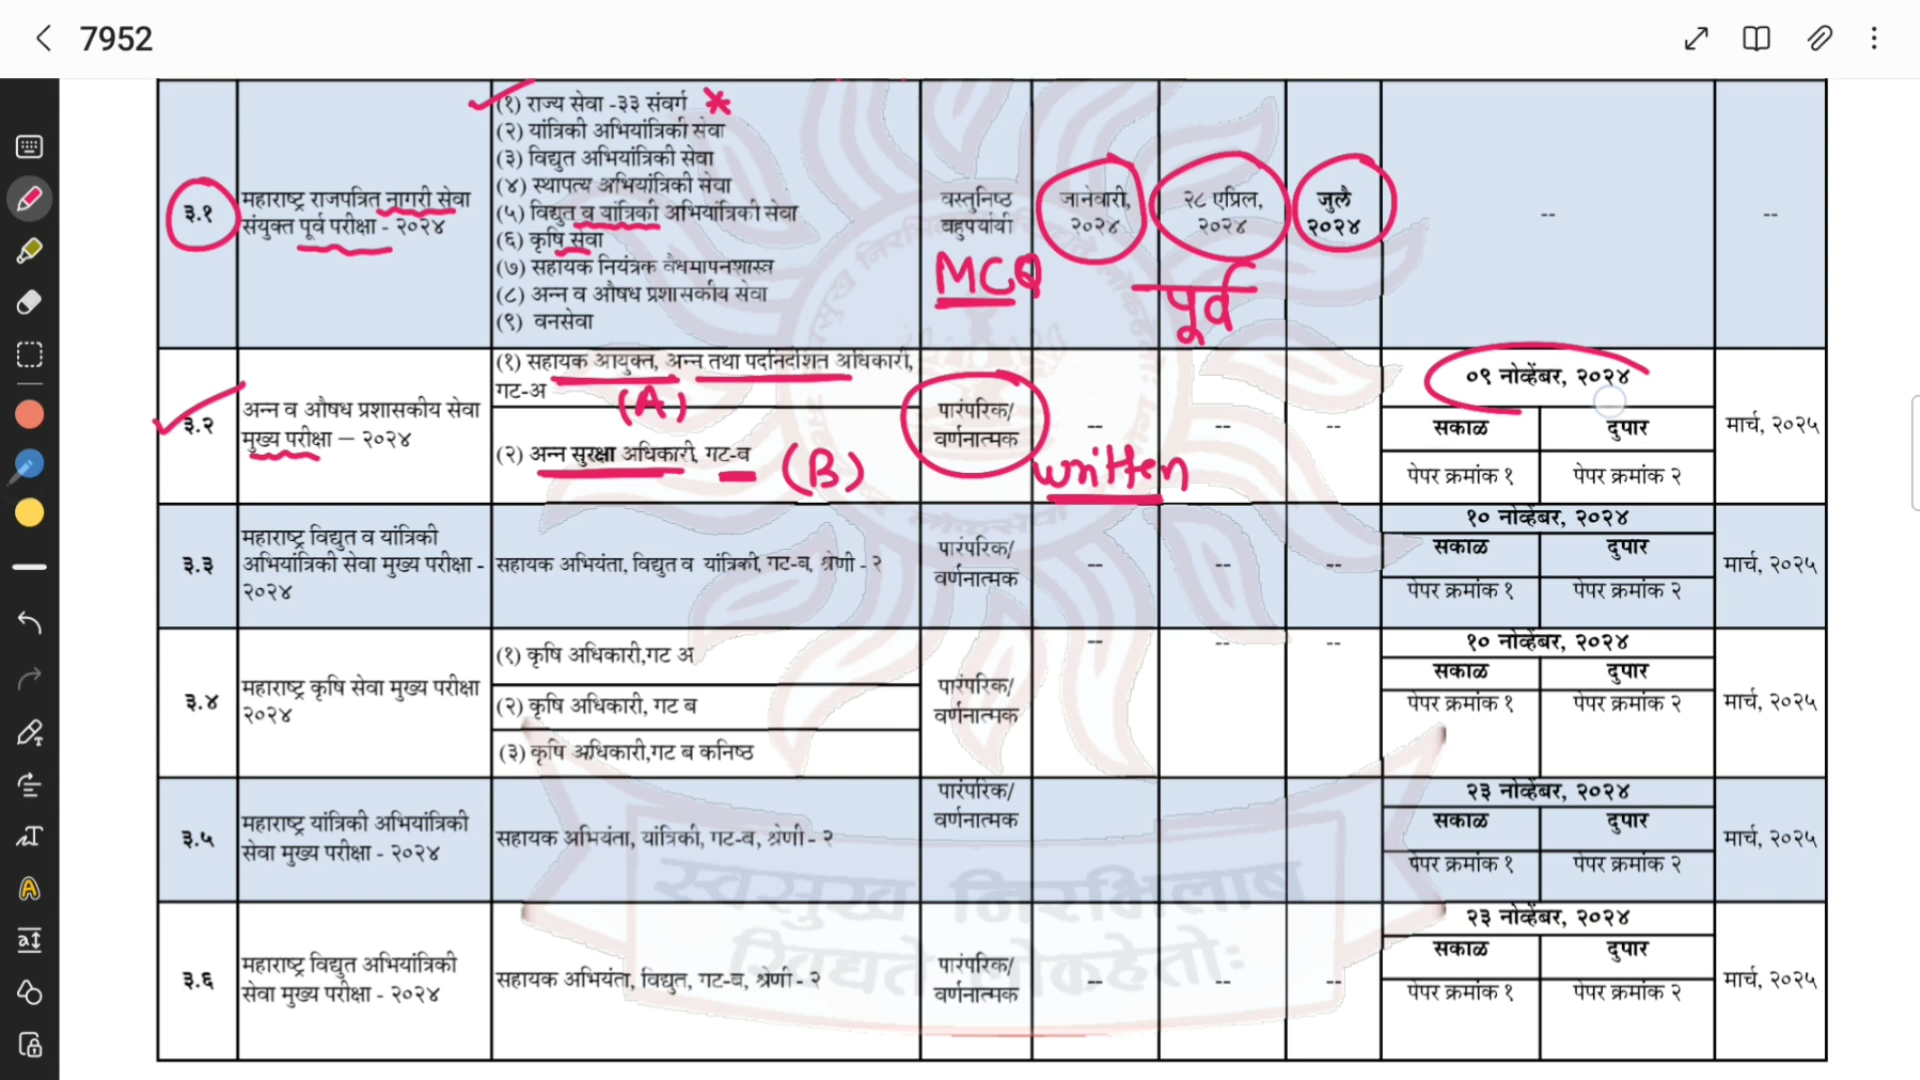 7952
३.१
महाराष्ट्र राजपत्रित नागरी सेवा
संयुक्त पूर्व परीक्षा - २०२४
(१) राज्य सेवा -३३ संवर्ग *
(२) यांत्रिकी अभियांत्रिकी सेवा
(३) विद्युत अभियांत्रिकी सेवा
(४) स्थापत्य अभियांत्रिकी सेवा
(५) विद्युत व यांत्रिकी अभियांत्रिकी सेवा
(६) कृषि सेवा
(७) सहायक नियंत्रक वैधमापनशास्त्र
(८) अन्न व औषध प्रशासकीय सेवा
(९) वनसेवा
वस्तुनिष्ठ
बहुपर्यायी
MCQ
जानेवारी,
२०२४
२८ एप्रिल,
२०२४
पूर्व
जुलै
२०२४
--
--
३.२
अन्न व औषध प्रशासकीय सेवा
मुख्य परीक्षा – २०२४
(१) सहायक आयुक्त, अन्न तथा पदनिर्देशित अधिकारी,
गट-अ
(A)
(२) अन्न सुरक्षा अधिकारी, गट-ब (B)
पारंपरिक/
वर्णनात्मक
written
--
--
--
०९ नोव्हेंबर, २०२४
सकाळ दुपार
पेपर क्रमांक १ पेपर क्रमांक २
मार्च, २०२५
३.३
महाराष्ट्र विद्युत व यांत्रिकी
अभियांत्रिकी सेवा मुख्य परीक्षा -
२०२४
सहायक अभियंता, विद्युत व यांत्रिकी, गट-ब, श्रेणी - २
पारंपरिक/
वर्णनात्मक
--
--
--
१० नोव्हेंबर, २०२४
सकाळ दुपार
पेपर क्रमांक १ पेपर क्रमांक २
मार्च, २०२५
३.४
महाराष्ट्र कृषि सेवा मुख्य परीक्षा
२०२४
(१) कृषि अधिकारी,गट अ
(२) कृषि अधिकारी, गट ब
(३) कृषि अधिकारी,गट ब कनिष्ठ
पारंपरिक/
वर्णनात्मक
--
--
--
१० नोव्हेंबर, २०२४
सकाळ दुपार
पेपर क्रमांक १ पेपर क्रमांक २
मार्च, २०२५
३.५
महाराष्ट्र यांत्रिकी अभियांत्रिकी
सेवा मुख्य परीक्षा - २०२४
सहायक अभियंता, यांत्रिकी, गट-ब, श्रेणी - २
पारंपरिक/
वर्णनात्मक
२३ नोव्हेंबर, २०२४
सकाळ दुपार
पेपर क्रमांक १ पेपर क्रमांक २
मार्च, २०२५
३.६
महाराष्ट्र विद्युत अभियांत्रिकी
सेवा मुख्य परीक्षा - २०२४
सहायक अभियंता, विद्युत, गट-ब, श्रेणी - २
पारंपरिक/
वर्णनात्मक
--
--
--
२३ नोव्हेंबर, २०२४
सकाळ दुपार
पेपर क्रमांक १ पेपर क्रमांक २
मार्च, २०२५
स्वसुख निरभिलाषः
खिद्यते लोकहेतोः